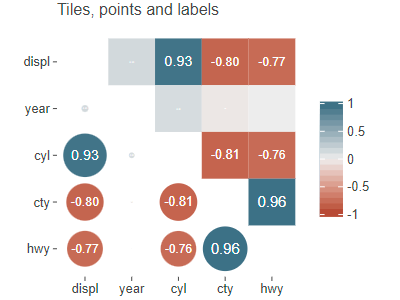 Tiles, points and labels
displ 0.93 -0.80 -0.77 1
year 0.5
cyl 0.93 -0.81 -0.76 0
cty -0.80 -0.81 0.96 -0.5
hwy -0.77 -0.76 0.96 -1
displ year cyl cty hwy